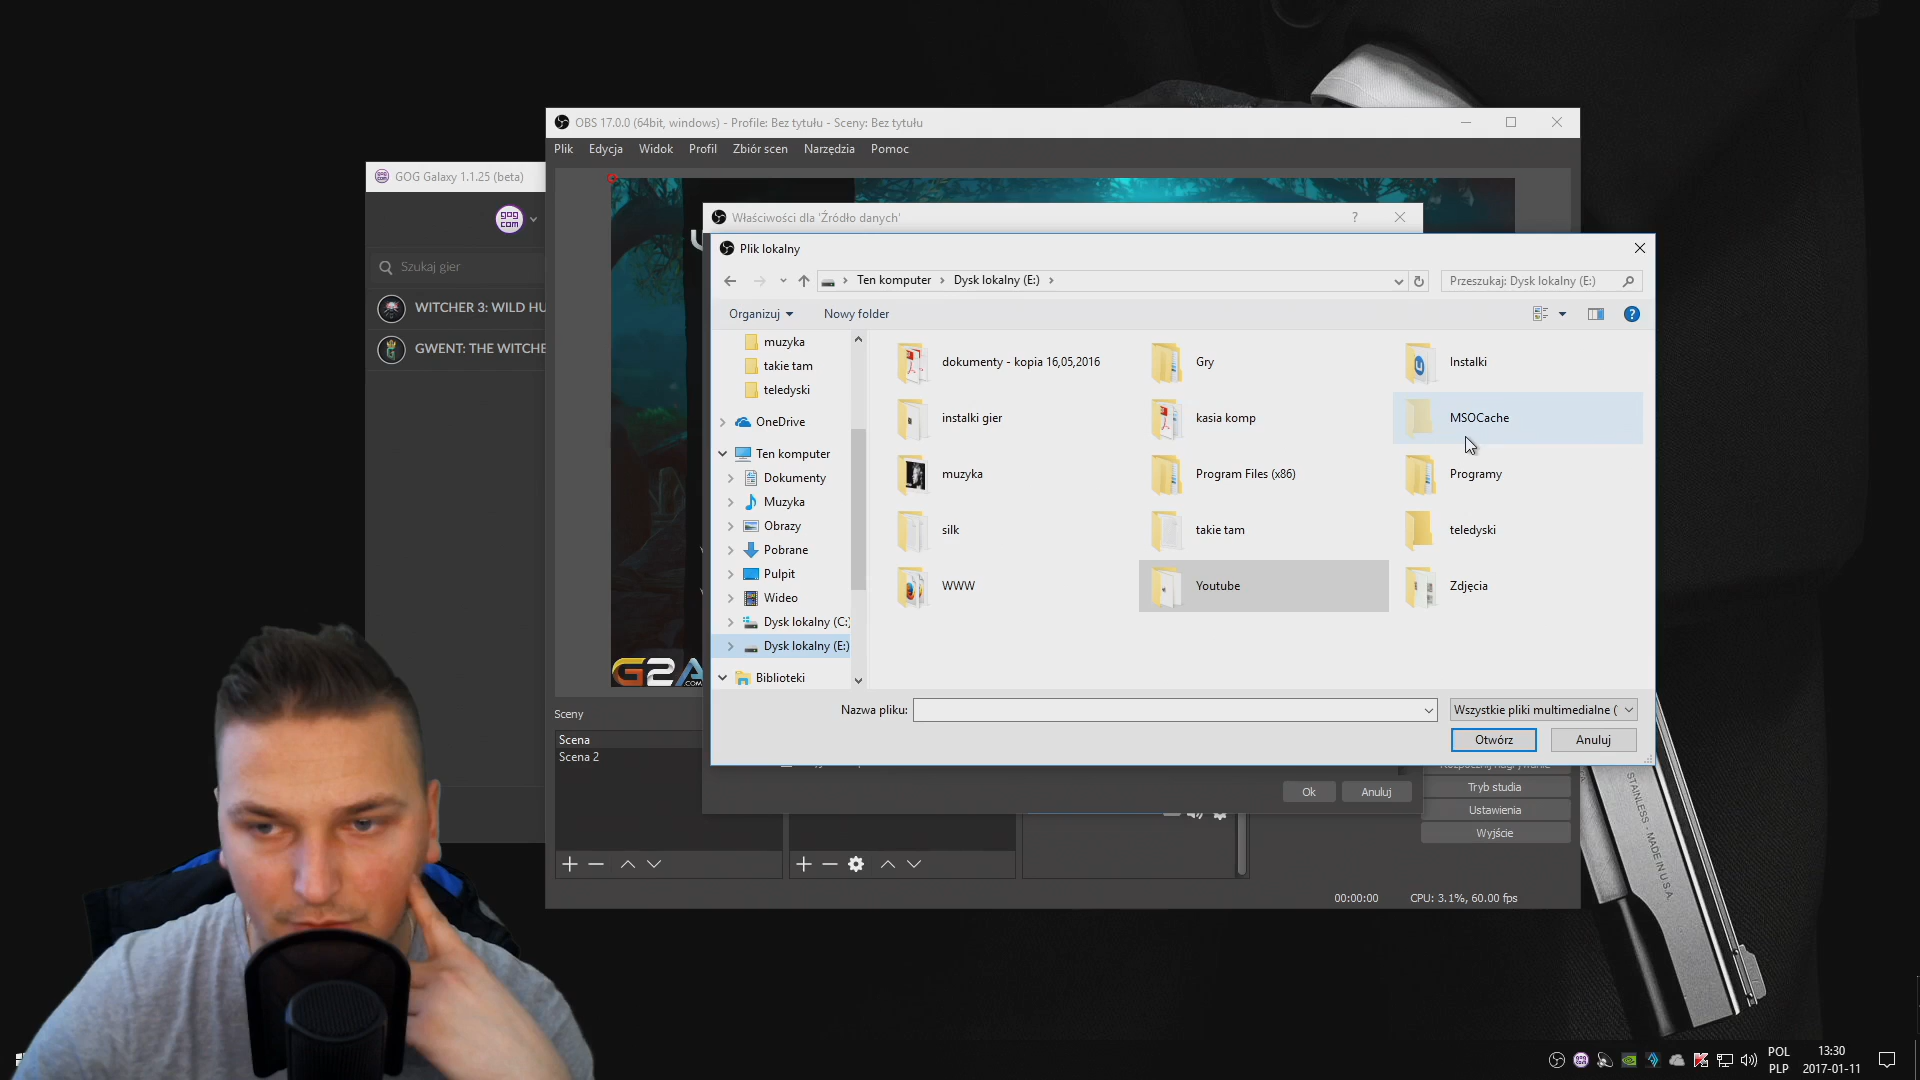 OBS 17.0.0 (64bit, windows) - Profile: Bez tytułu - Sceny: Bez tytułu
Plik Edycja Widok Profil Zbiór scen Narzędzia Pomoc
GOG Galaxy 1.1.25 (beta)
gog com
Szukaj gier
WITCHER 3: WILD HU
GWENT: THE WITCHE
Właściwości dla 'Źródło danych'
?
Plik lokalny
Ten komputer
Dysk lokalny (E:)
Przeszukaj: Dysk lokalny (E:)
Organizuj
Nowy folder
?
muzyka
takie tam
teledyski
OneDrive
Ten komputer
Dokumenty
Muzyka
Obrazy
Pobrane
Pulpit
Wideo
Dysk lokalny (C:)
Dysk lokalny (E:)
Biblioteki
dokumenty - kopia 16,05,2016
Gry
Instalki
instalki gier
kasia komp
MSOCache
muzyka
Program Files (x86)
Programy
silk
takie tam
teledyski
WWW
Youtube
Zdjęcia
Nazwa pliku:
Wszystkie pliki multimedialne (
Otwórz
Anuluj
G2A
.COM
Ok
Anuluj
Sceny
Scena
Scena 2
Tryb studia
Ustawienia
Wyjście
00:00:00
CPU: 3.1%, 60.00 fps
STAINLESS - MADE IN U.S.A.
POL
PLP
13:30
2017-01-11